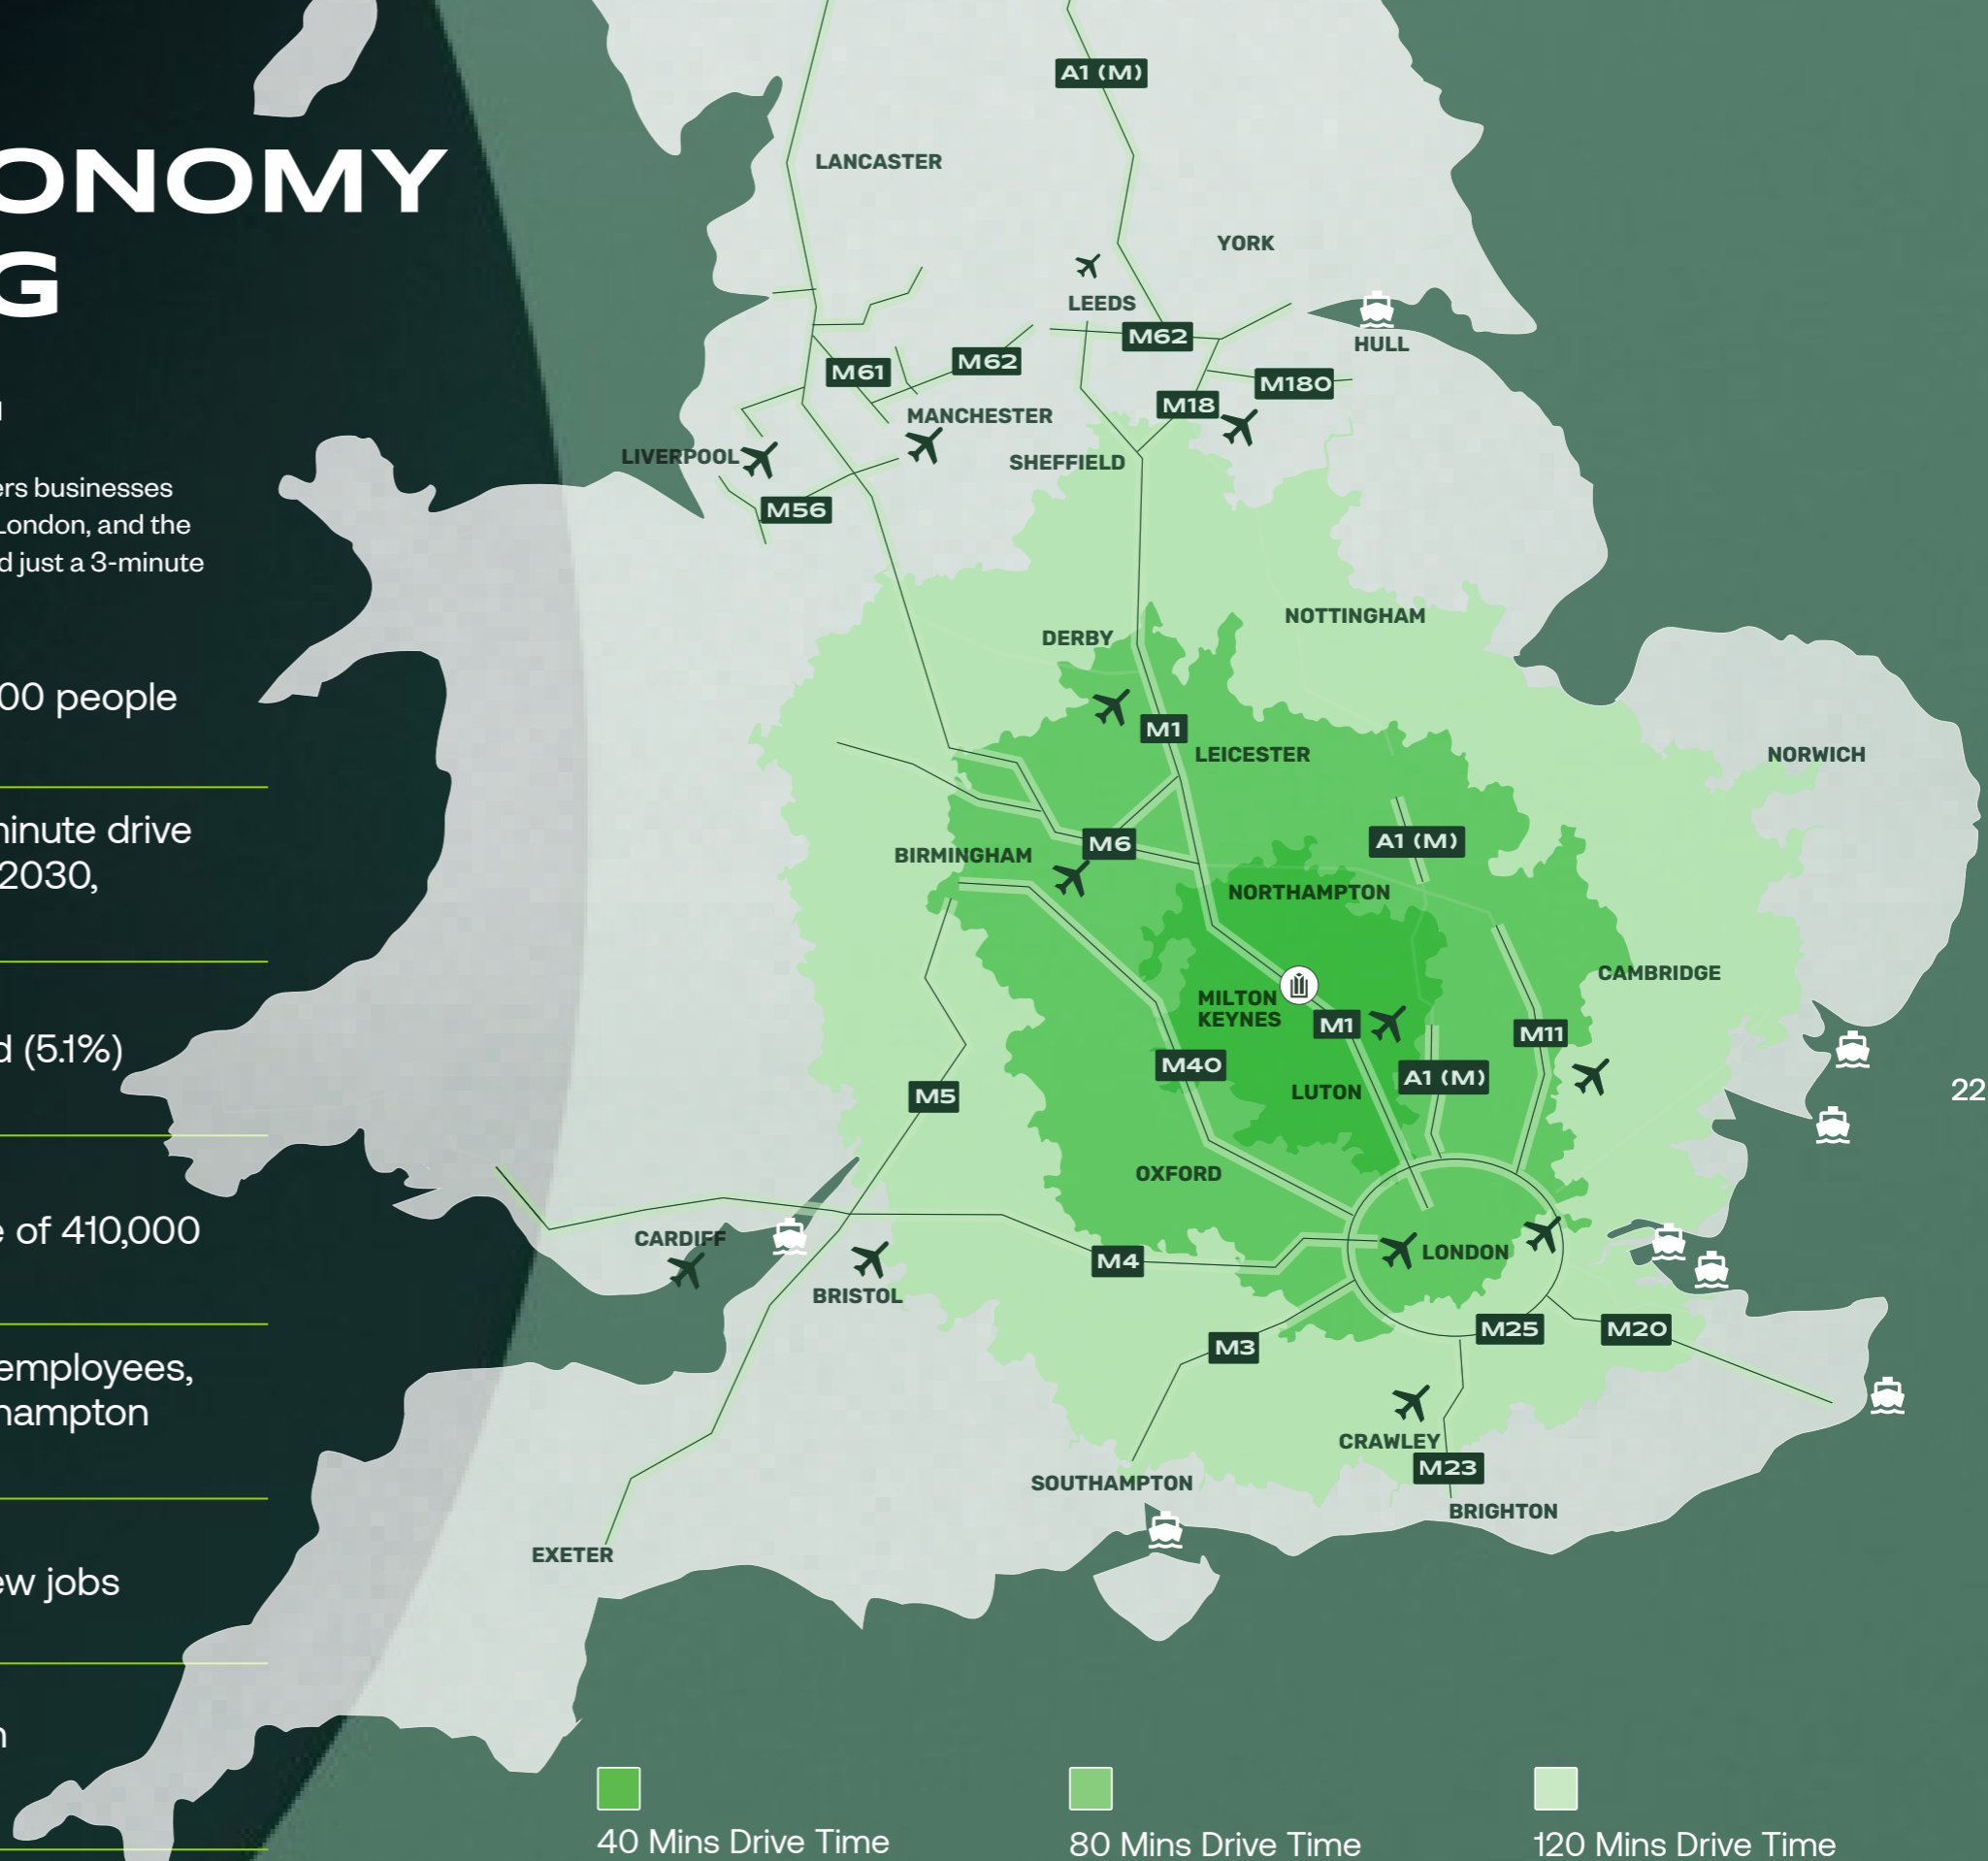 ONOMY
G
ers businesses
London, and the
d just a 3-minute
00 people
minute drive
2030,
d (5.1%)
e of 410,000
employees,
hampton
ew jobs
A1 (M)
LANCASTER
YORK
LEEDS
M62
HULL
M61
M62
M180
M18
MANCHESTER
LIVERPOOL
SHEFFIELD
M56
NOTTINGHAM
DERBY
M1
LEICESTER
NORWICH
A1 (M)
M6
BIRMINGHAM
NORTHAMPTON
CAMBRIDGE
MILTON
KEYNES
M1
M11
M40
A1 (M)
LUTON
M5
22
OXFORD
CARDIFF
LONDON
M4
BRISTOL
M25
M20
M3
CRAWLEY
M23
SOUTHAMPTON
BRIGHTON
EXETER
40 Mins Drive Time
80 Mins Drive Time
120 Mins Drive Time